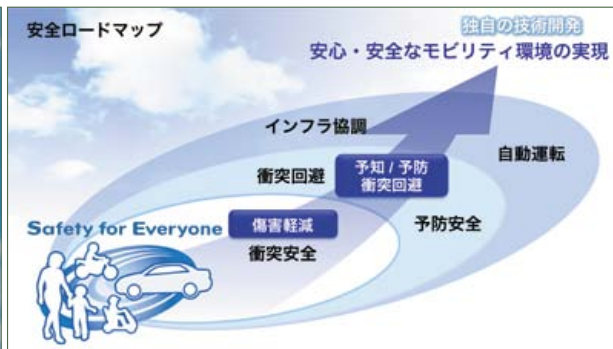 安全ロードマップ
独自の技術開発
安心・安全なモビリティ環境の実現
インフラ協調
自動運転
衝突回避
予知 / 予防
衝突回避
予防安全
Safety for Everyone
傷害軽減
衝突安全